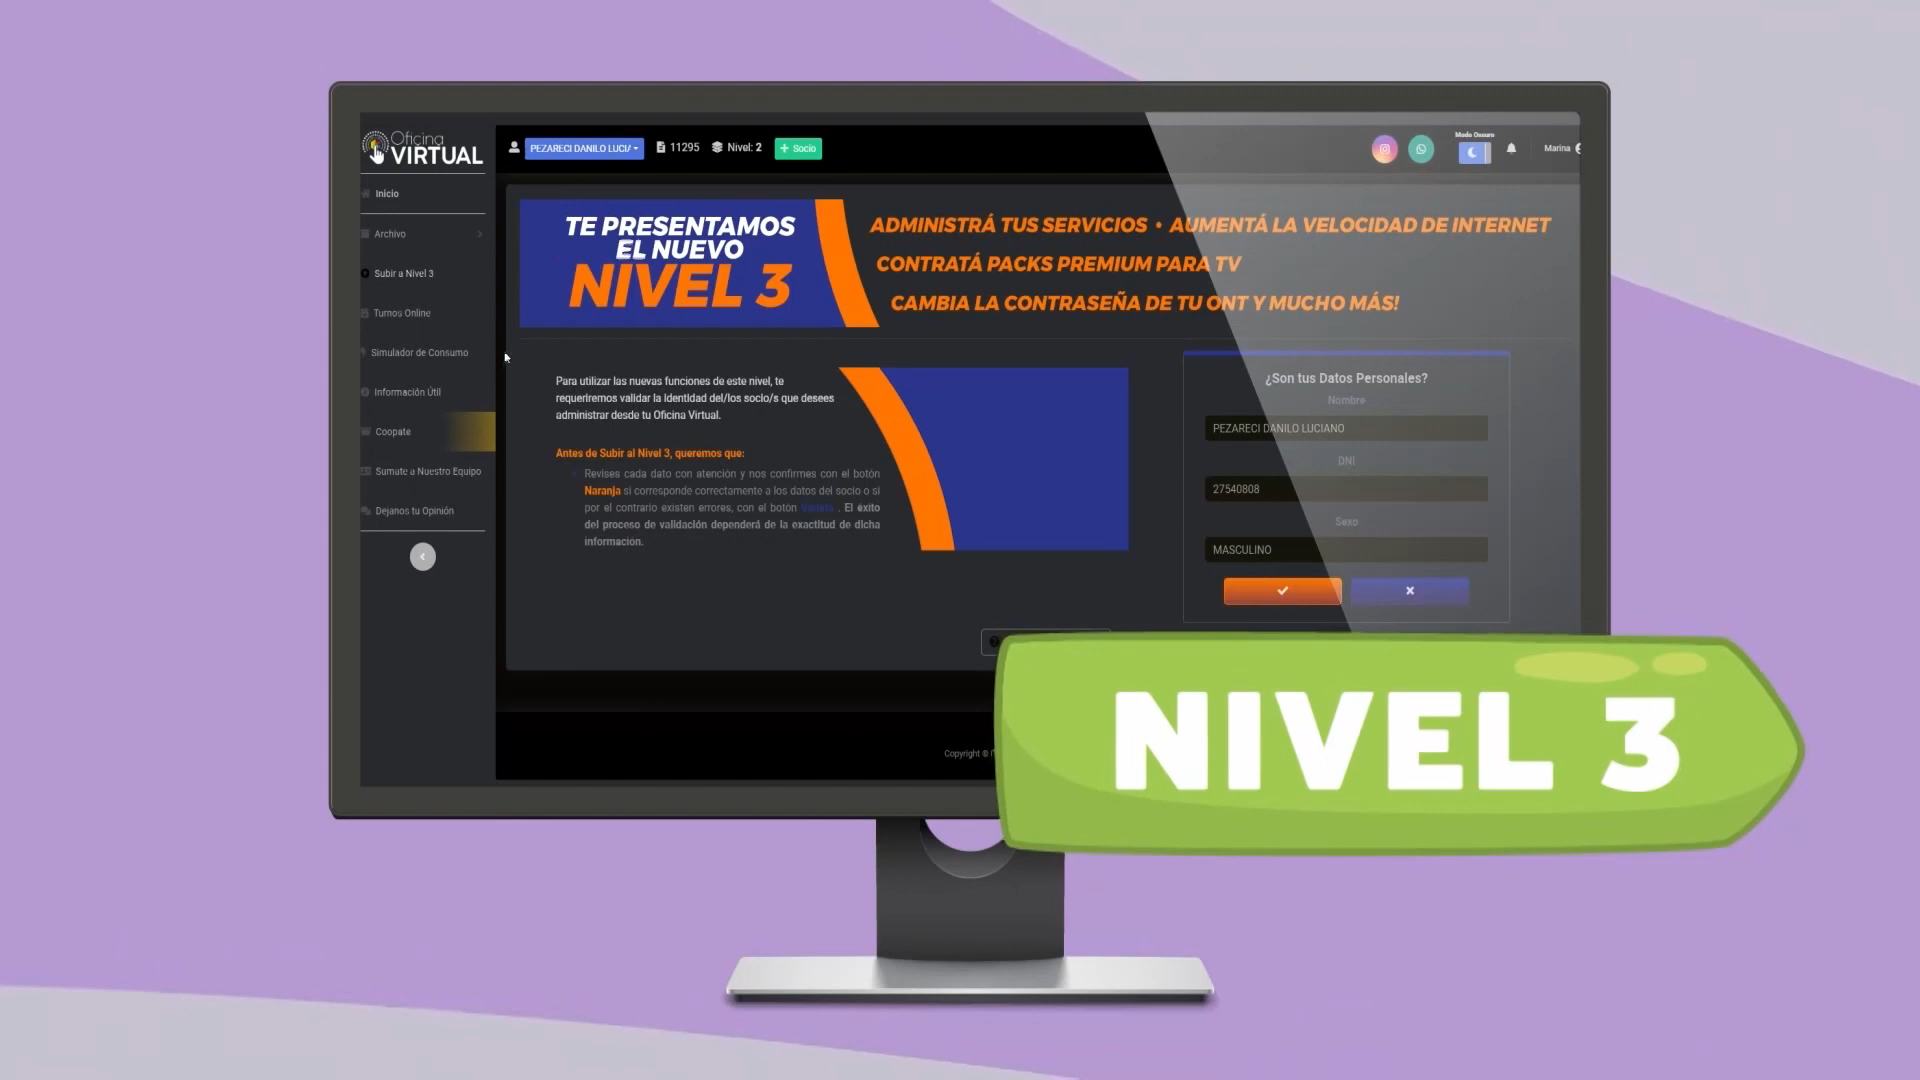 Oficina
VIRTUAL
PEZARECI DANILO LUCI/
11295
Nivel: 2
+ Socio
Modo Oscuro
Marina
Inicio
Archivo
Subir a Nivel 3
Turnos Online
Simulador de Consumo
Información Útil
Coopate
Sumate a Nuestro Equipo
Dejanos tu Opinión
TE PRESENTAMOS
EL NUEVO
NIVEL 3
ADMINISTRÁ TUS SERVICIOS • AUMENTÁ LA VELOCIDAD DE INTERNET
CONTRATÁ PACKS PREMIUM PARA TV
CAMBIA LA CONTRASEÑA DE TU ONT Y MUCHO MÁS!
Para utilizar las nuevas funciones de este nivel, te
requeriremos validar la identidad del/los socio/s que desees
administrar desde tu Oficina Virtual.
Antes de Subir al Nivel 3, queremos que:
Revises cada dato con atención y nos confirmes con el botón
Naranja si corresponde correctamente a los datos del socio o si
por el contrario existen errores, con el botón Violeta . El éxito
del proceso de validación dependerá de la exactitud de dicha
información.
¿Son tus Datos Personales?
Nombre
PEZARECI DANILO LUCIANO
DNI
27540808
Sexo
MASCULINO
Copyright ©
NIVEL 3